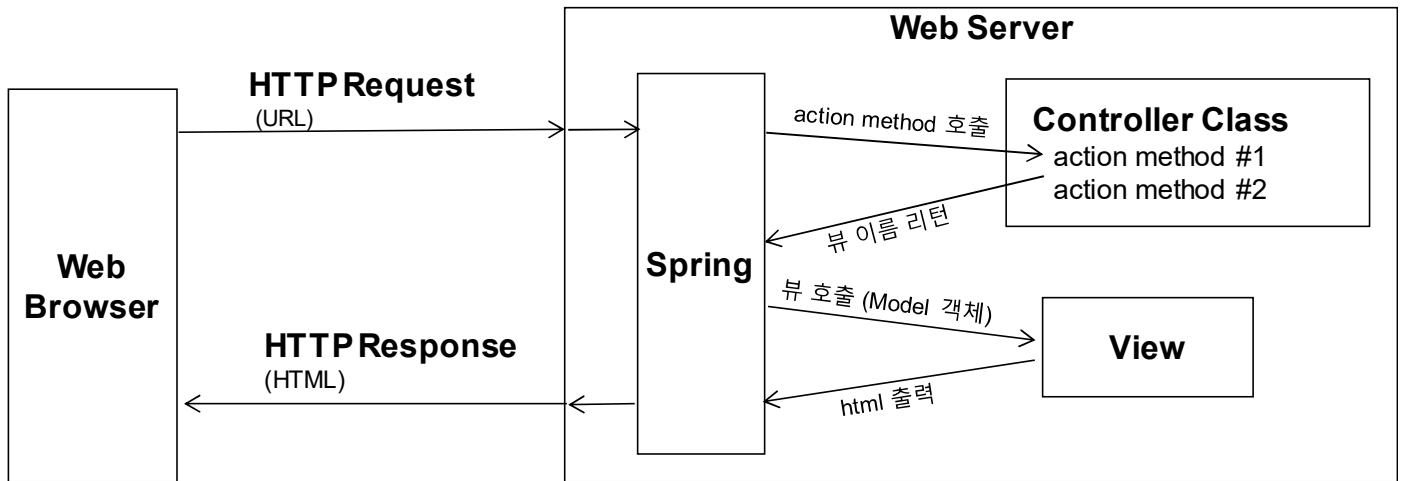 Web Server
HTTP Request
(URL)
action method 호출
Controller Class
action method #1
action method #2
뷰 이름 리턴
Web
Browser
Spring
뷰 호출 (Model 객체)
View
HTTP Response
(HTML)
html 출력